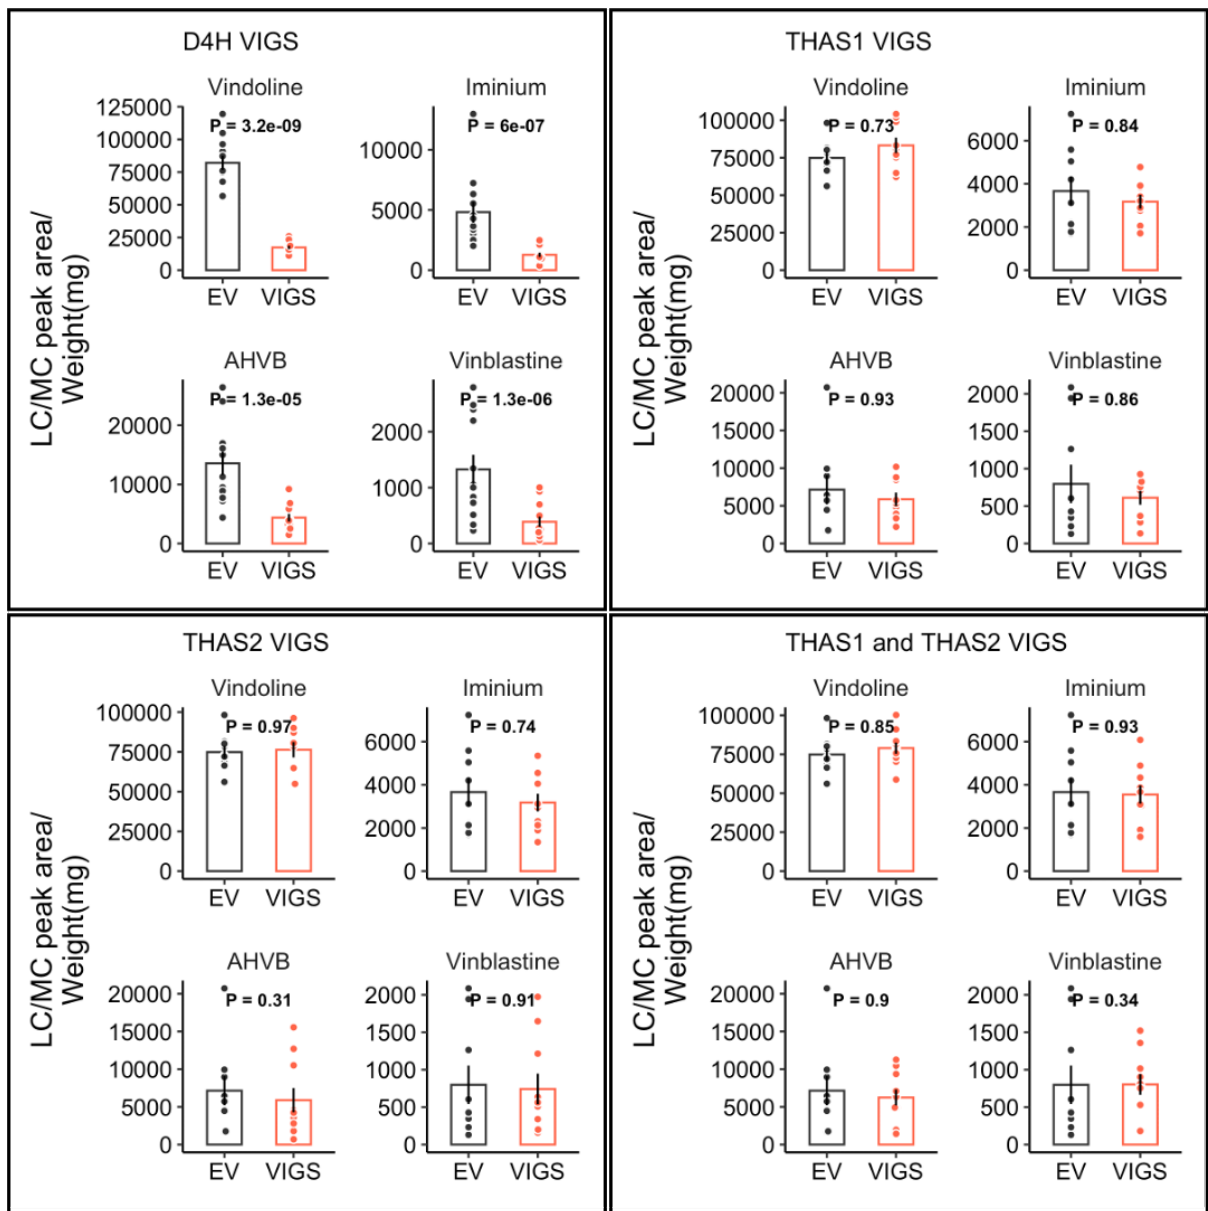 D4H VIGS
Vindoline
Iminium
125000
100000
75000
50000
25000
0
P = 3.2e-09
10000
5000
0
P = 6e-07
EV VIGS
EV VIGS
LC/MC peak area/
Weight(mg)
AHVB
Vinblastine
20000
10000
0
P = 1.3e-05
2000
1000
0
P = 1.3e-06
EV VIGS
EV VIGS
THAS1 VIGS
Vindoline
Iminium
100000
75000
50000
25000
0
P = 0.73
6000
4000
2000
0
P = 0.84
EV VIGS
EV VIGS
LC/MC peak area/
Weight(mg)
AHVB
Vinblastine
20000
15000
10000
5000
0
P = 0.93
2000
1500
1000
500
0
P = 0.86
EV VIGS
EV VIGS
THAS2 VIGS
Vindoline
Iminium
100000
75000
50000
25000
0
P = 0.97
6000
4000
2000
0
P = 0.74
EV VIGS
EV VIGS
LC/MC peak area/
Weight(mg)
AHVB
Vinblastine
20000
15000
10000
5000
0
P = 0.31
2000
1500
1000
500
0
P = 0.91
EV VIGS
EV VIGS
THAS1 and THAS2 VIGS
Vindoline
Iminium
100000
75000
50000
25000
0
P = 0.85
6000
4000
2000
0
P = 0.93
EV VIGS
EV VIGS
LC/MC peak area/
Weight(mg)
AHVB
Vinblastine
20000
15000
10000
5000
0
P = 0.9
2000
1500
1000
500
0
P = 0.34
EV VIGS
EV VIGS